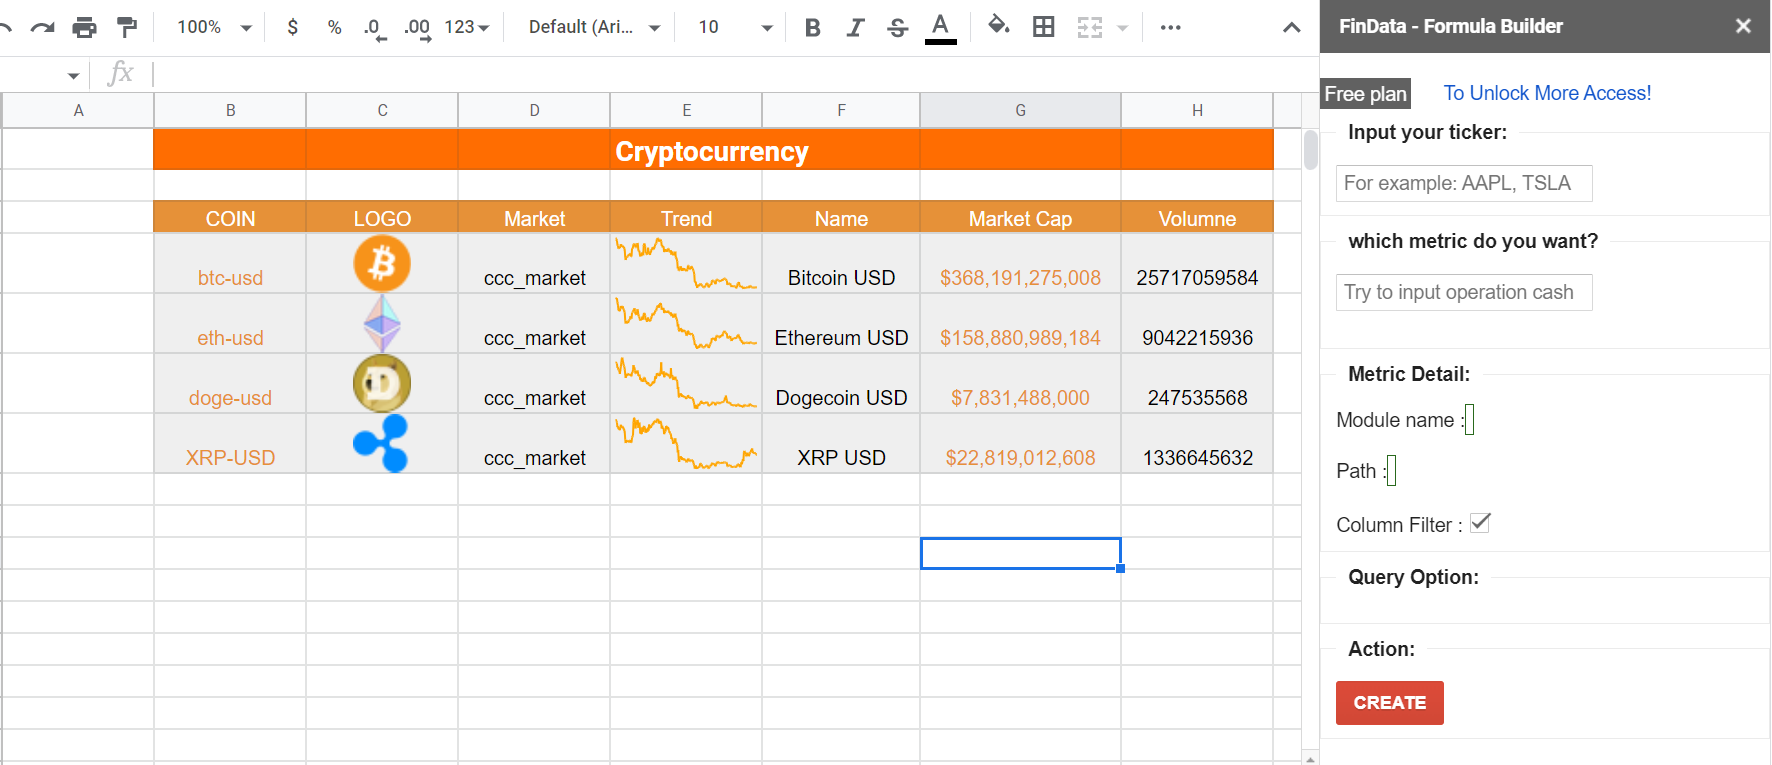 100% $ % .0 .00 123 Default (Ari... 10 B I S A
fx
A B C D E F G H
Cryptocurrency
COIN LOGO Market Trend Name Market Cap Volumne
btc-usd ccc_market Bitcoin USD $368,191,275,008 25717059584
eth-usd ccc_market Ethereum USD $158,880,989,184 9042215936
doge-usd ccc_market Dogecoin USD $7,831,488,000 247535568
XRP-USD ccc_market XRP USD $22,819,012,608 1336645632
FinData - Formula Builder
Free plan To Unlock More Access!
Input your ticker:
For example: AAPL, TSLA
which metric do you want?
Try to input operation cash
Metric Detail:
Module name :
Path :
Column Filter :
Query Option:
Action:
CREATE